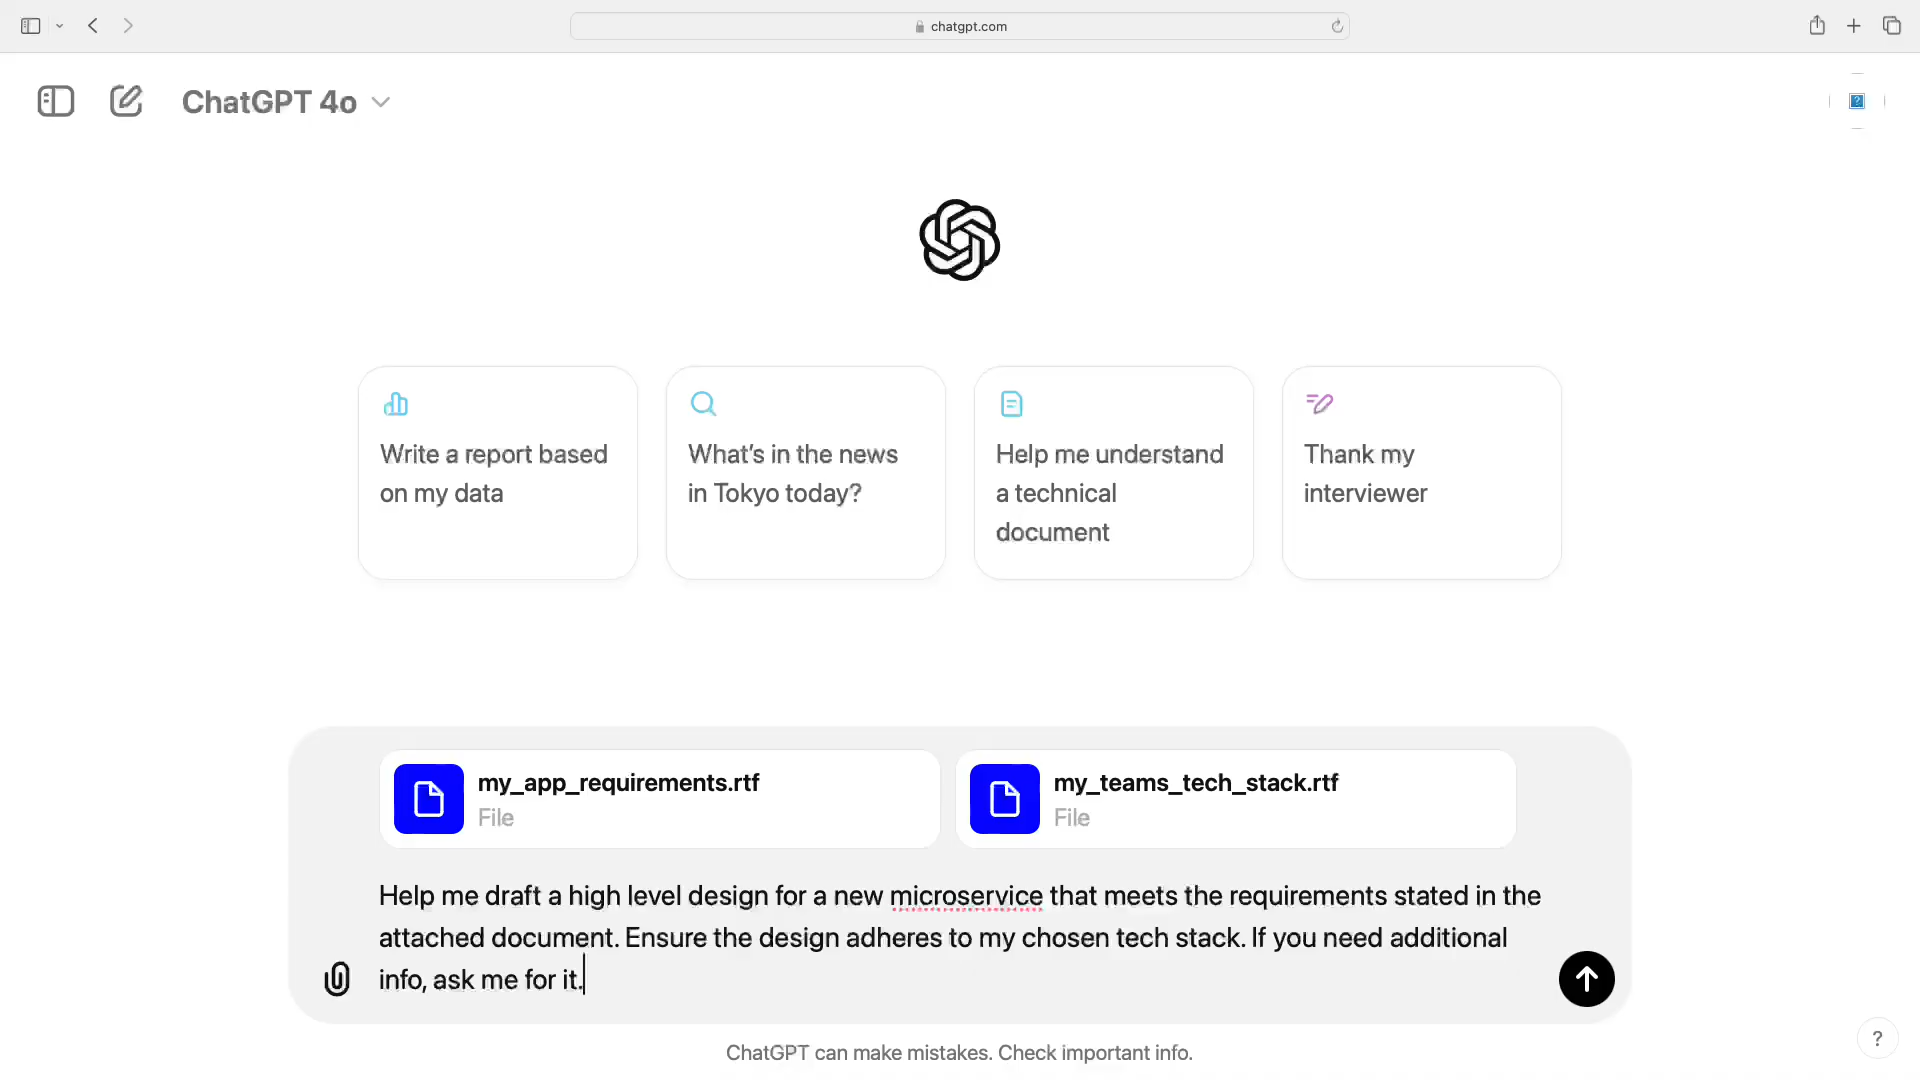 chatgpt.com
ChatGPT 4o
Write a report based
on my data
What's in the news
in Tokyo today?
Help me understand
a technical
document
Thank my
interviewer
my_app_requirements.rtf
File
my_teams_tech_stack.rtf
File
Help me draft a high level design for a new microservice that meets the requirements stated in the
attached document. Ensure the design adheres to my chosen tech stack. If you need additional
info, ask me for it.
ChatGPT can make mistakes. Check important info.
?